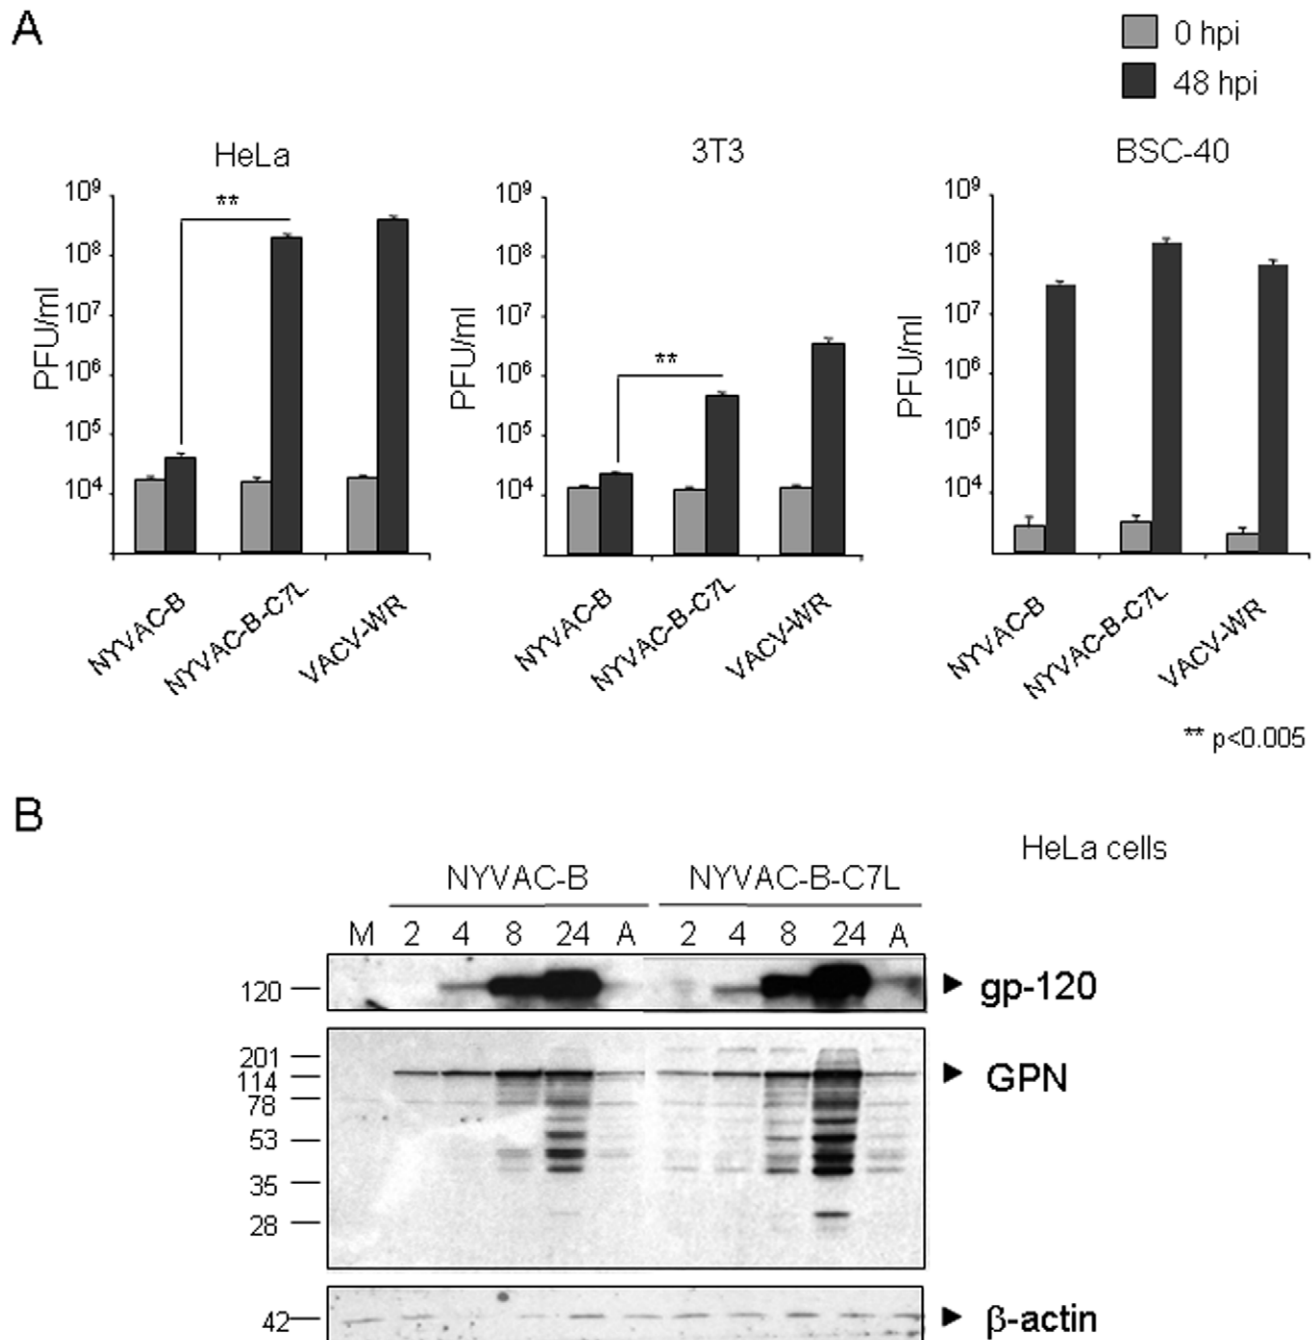 A
0 hpi
48 hpi
HeLa
PFU/ml
10⁹
10⁸
10⁷
10⁶
10⁵
10⁴
**
NYVAC-B
NYVAC-B-C7L
VACV-WR
3T3
PFU/ml
10⁹
10⁸
10⁷
10⁶
10⁵
10⁴
**
NYVAC-B
NYVAC-B-C7L
VACV-WR
BSC-40
PFU/ml
10⁹
10⁸
10⁷
10⁶
10⁵
10⁴
NYVAC-B
NYVAC-B-C7L
VACV-WR
** p<0.005
B
HeLa cells
NYVAC-B NYVAC-B-C7L
M 2 4 8 24 A 2 4 8 24 A
120 gp-120
201
114 GPN
78
53
35
28
42 β-actin